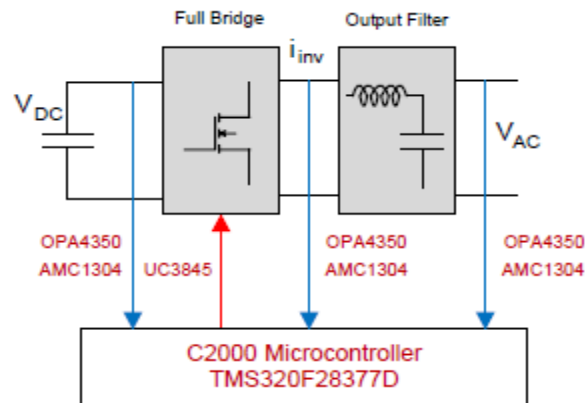 Full Bridge
Output Filter
i_inv
V_DC
V_AC
OPA4350
AMC1304
UC3845
OPA4350
AMC1304
OPA4350
AMC1304
C2000 Microcontroller
TMS320F28377D